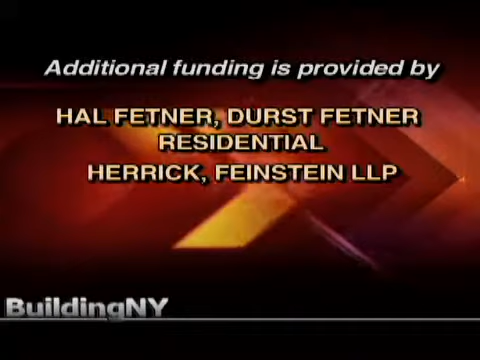 Additional funding is provided by
HAL FETNER, DURST FETNER
RESIDENTIAL
HERRICK, FEINSTEIN LLP
BuildingNY